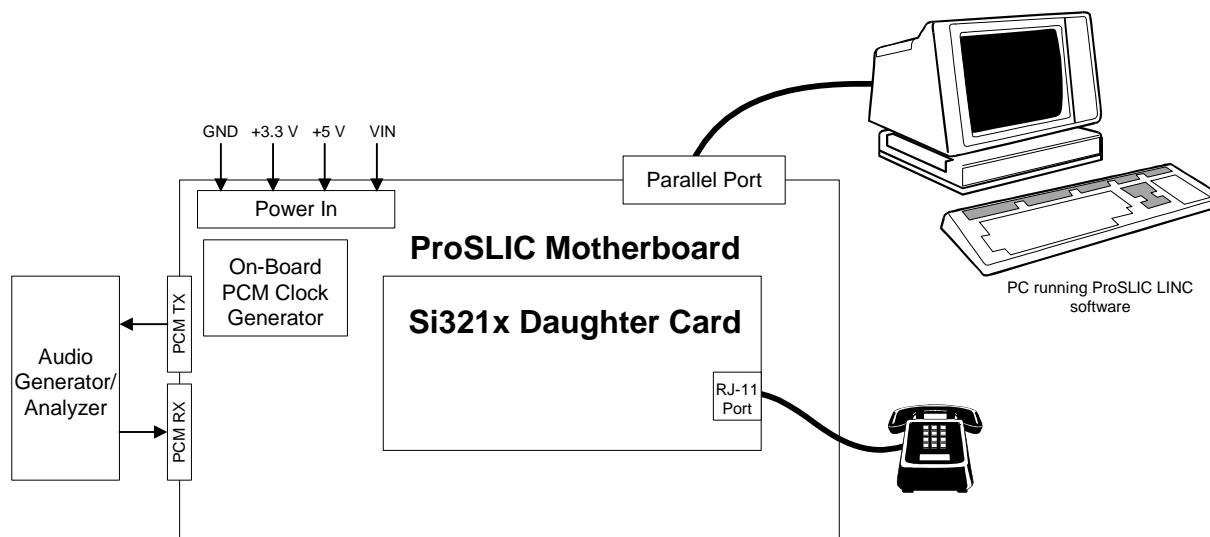 GND +3.3 V +5 V VIN
Power In
Parallel Port
ProSLIC Motherboard
On-Board
PCM Clock
Generator
Si321x Daughter Card
PCM TX
PCM RX
Audio
Generator/
Analyzer
RJ-11
Port
PC running ProSLIC LINC
software